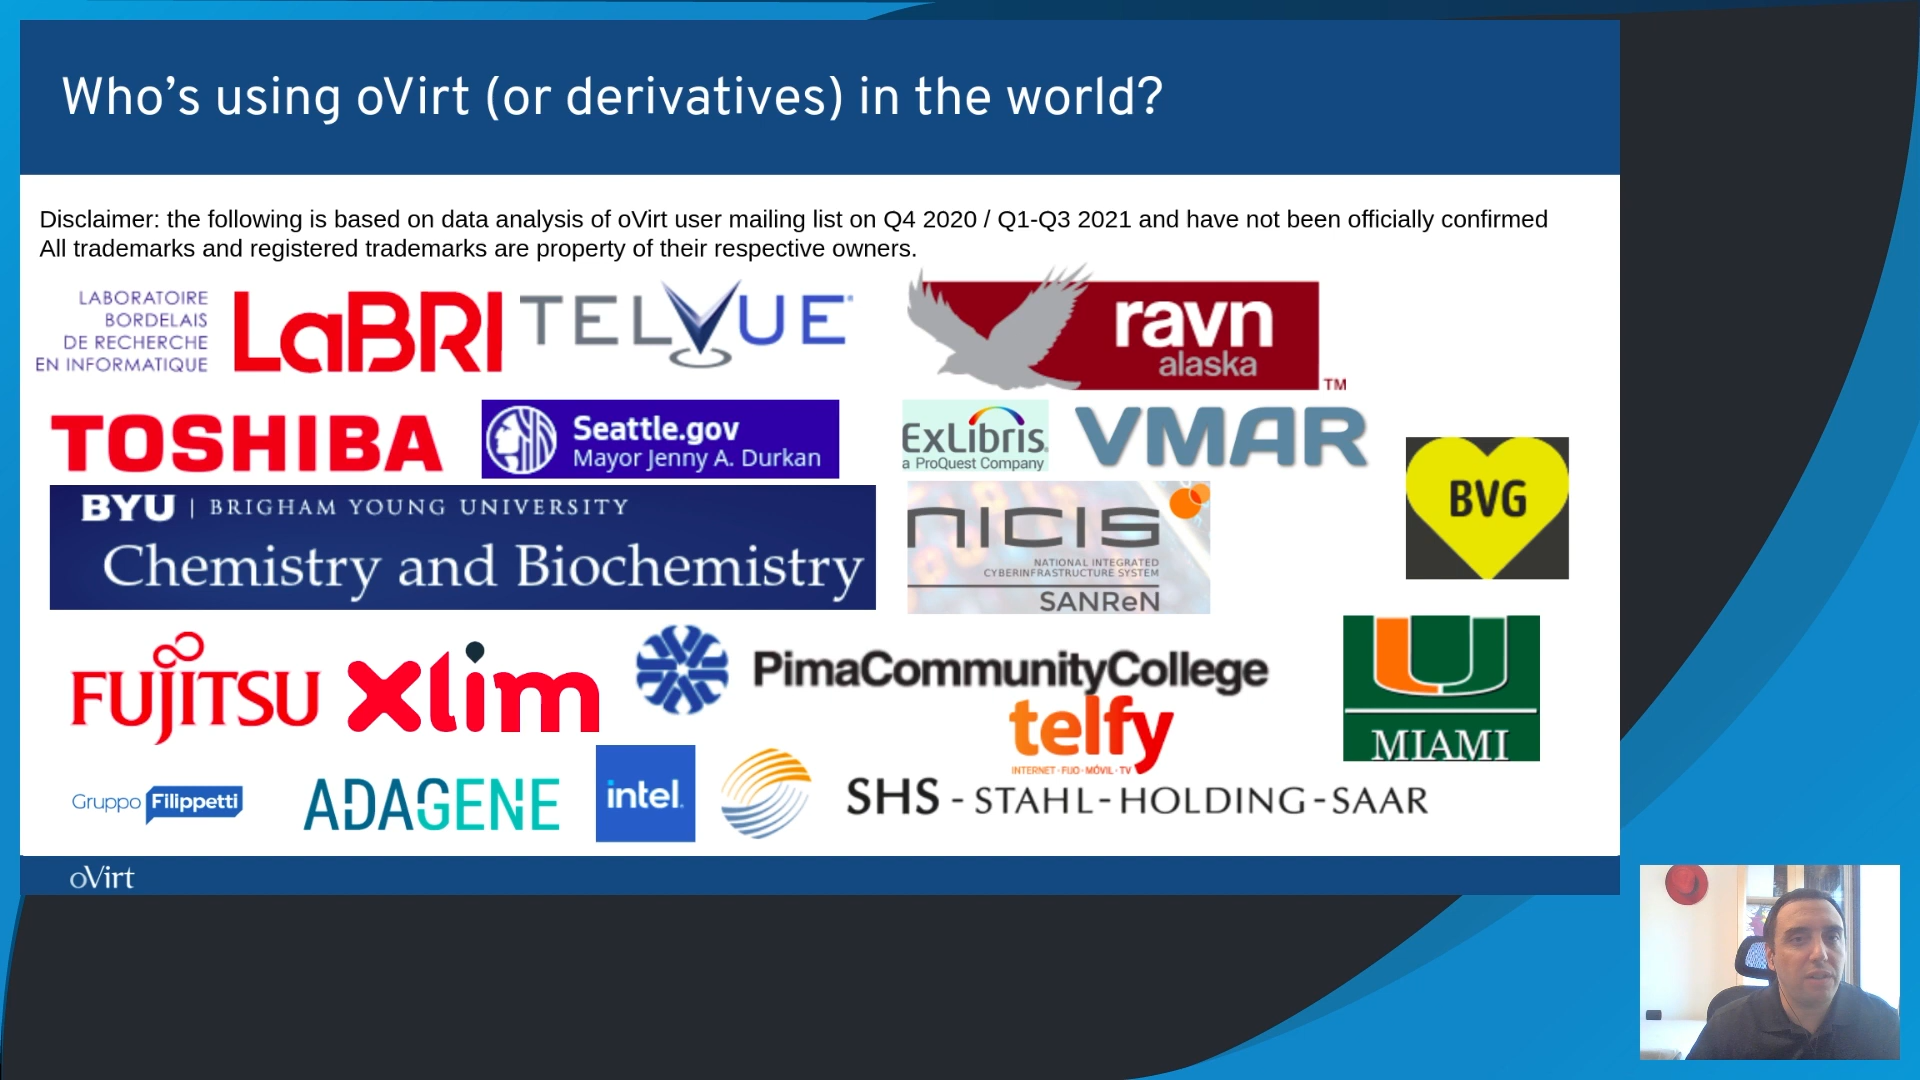 Who's using oVirt (or derivatives) in the world?
Disclaimer: the following is based on data analysis of oVirt user mailing list on Q4 2020 / Q1-Q3 2021 and have not been officially confirmed
All trademarks and registered trademarks are property of their respective owners.
LABORATOIRE
BORDELAIS
DE RECHERCHE
EN INFORMATIQUE
LaBRI
TELVUE®
ravn
alaska
TM
TOSHIBA
Seattle.gov
Mayor Jenny A. Durkan
ExLibris®
a ProQuest Company
VMAR
BVG
BYU | BRIGHAM YOUNG UNIVERSITY
Chemistry and Biochemistry
NICIS
NATIONAL INTEGRATED
CYBERINFRASTRUCTURE SYSTEM
SANReN
FUJITSU
xlim
PimaCommunityCollege
telfy
INTERNET·FIJO·MÓVIL·TV
U
MIAMI
Gruppo Filippetti
ADAGENE
intel.
SHS - STAHL-HOLDING-SAAR
oVirt